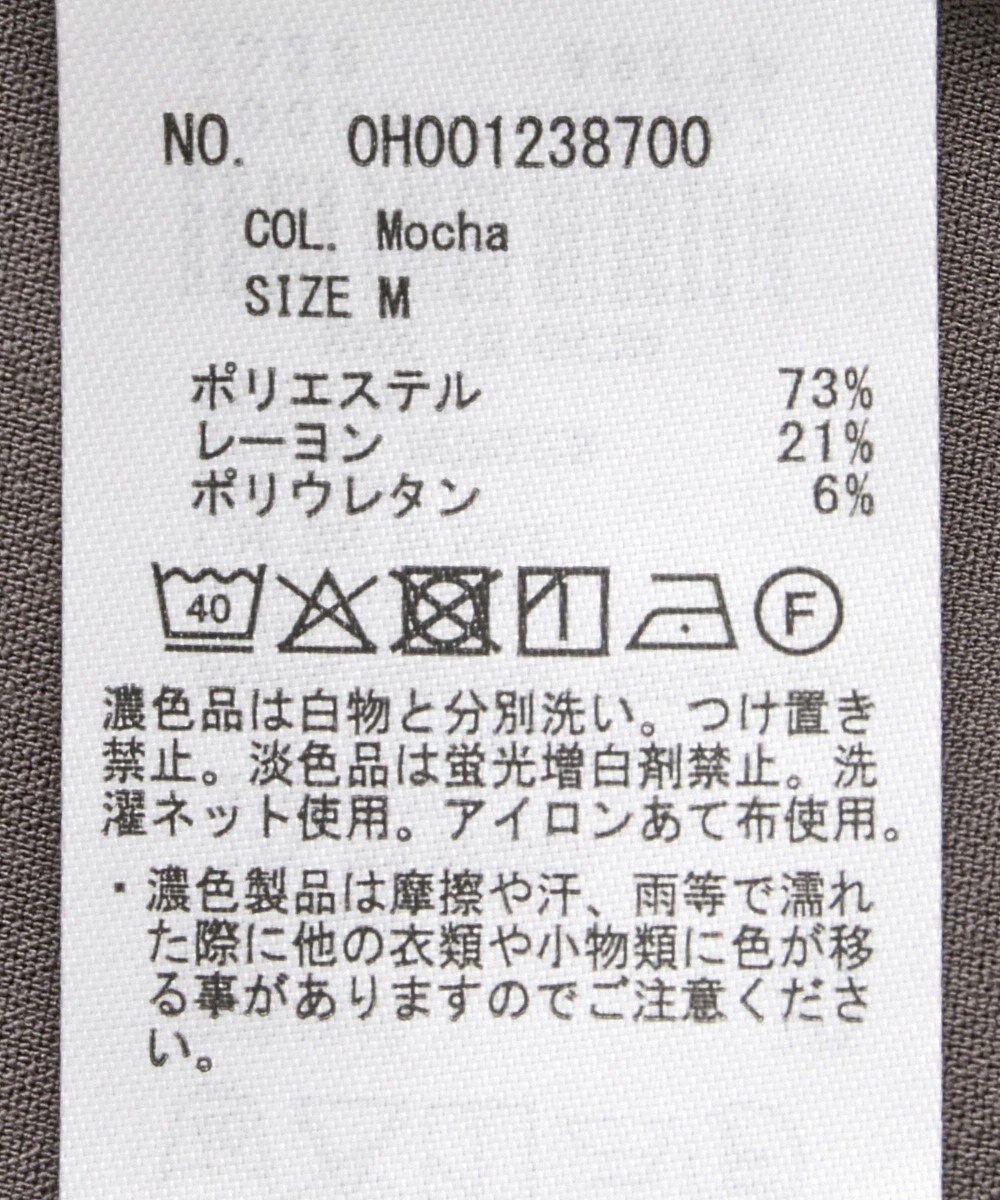 NO. OH001238700
COL. Mocha
SIZE M
ポリエステル 73%
レーヨン 21%
ポリウレタン 6%
40 F
濃色品は白物と分別洗い。つけ置き
禁止。淡色品は蛍光増白剤禁止。洗
濯ネット使用。アイロンあて布使用。
・濃色製品は摩擦や汗、雨等で濡れ
た際に他の衣類や小物類に色が移
る事がありますのでご注意くださ
い。